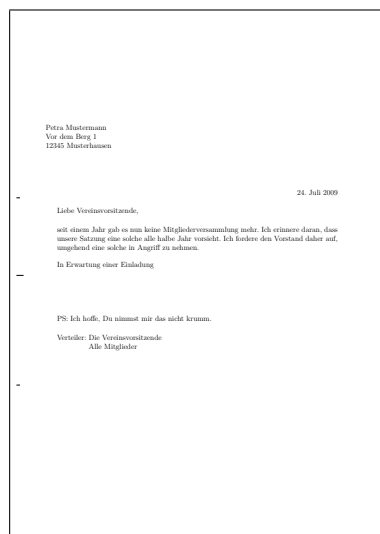 Petra Mustermann
Vor dem Berg 1
12345 Musterhausen
24. Juli 2009
Liebe Vereinsvorsitzende,
seit einem Jahr gab es nun keine Mitgliederversammlung mehr. Ich erinnere daran, dass
unsere Satzung eine solche alle halbe Jahr vorsieht. Ich fordere den Vorstand daher auf,
umgehend eine solche in Angriff zu nehmen.
In Erwartung einer Einladung
PS: Ich hoffe, Du nimmst mir das nicht krumm.
Verteiler: Die Vereinsvorsitzende
Alle Mitglieder